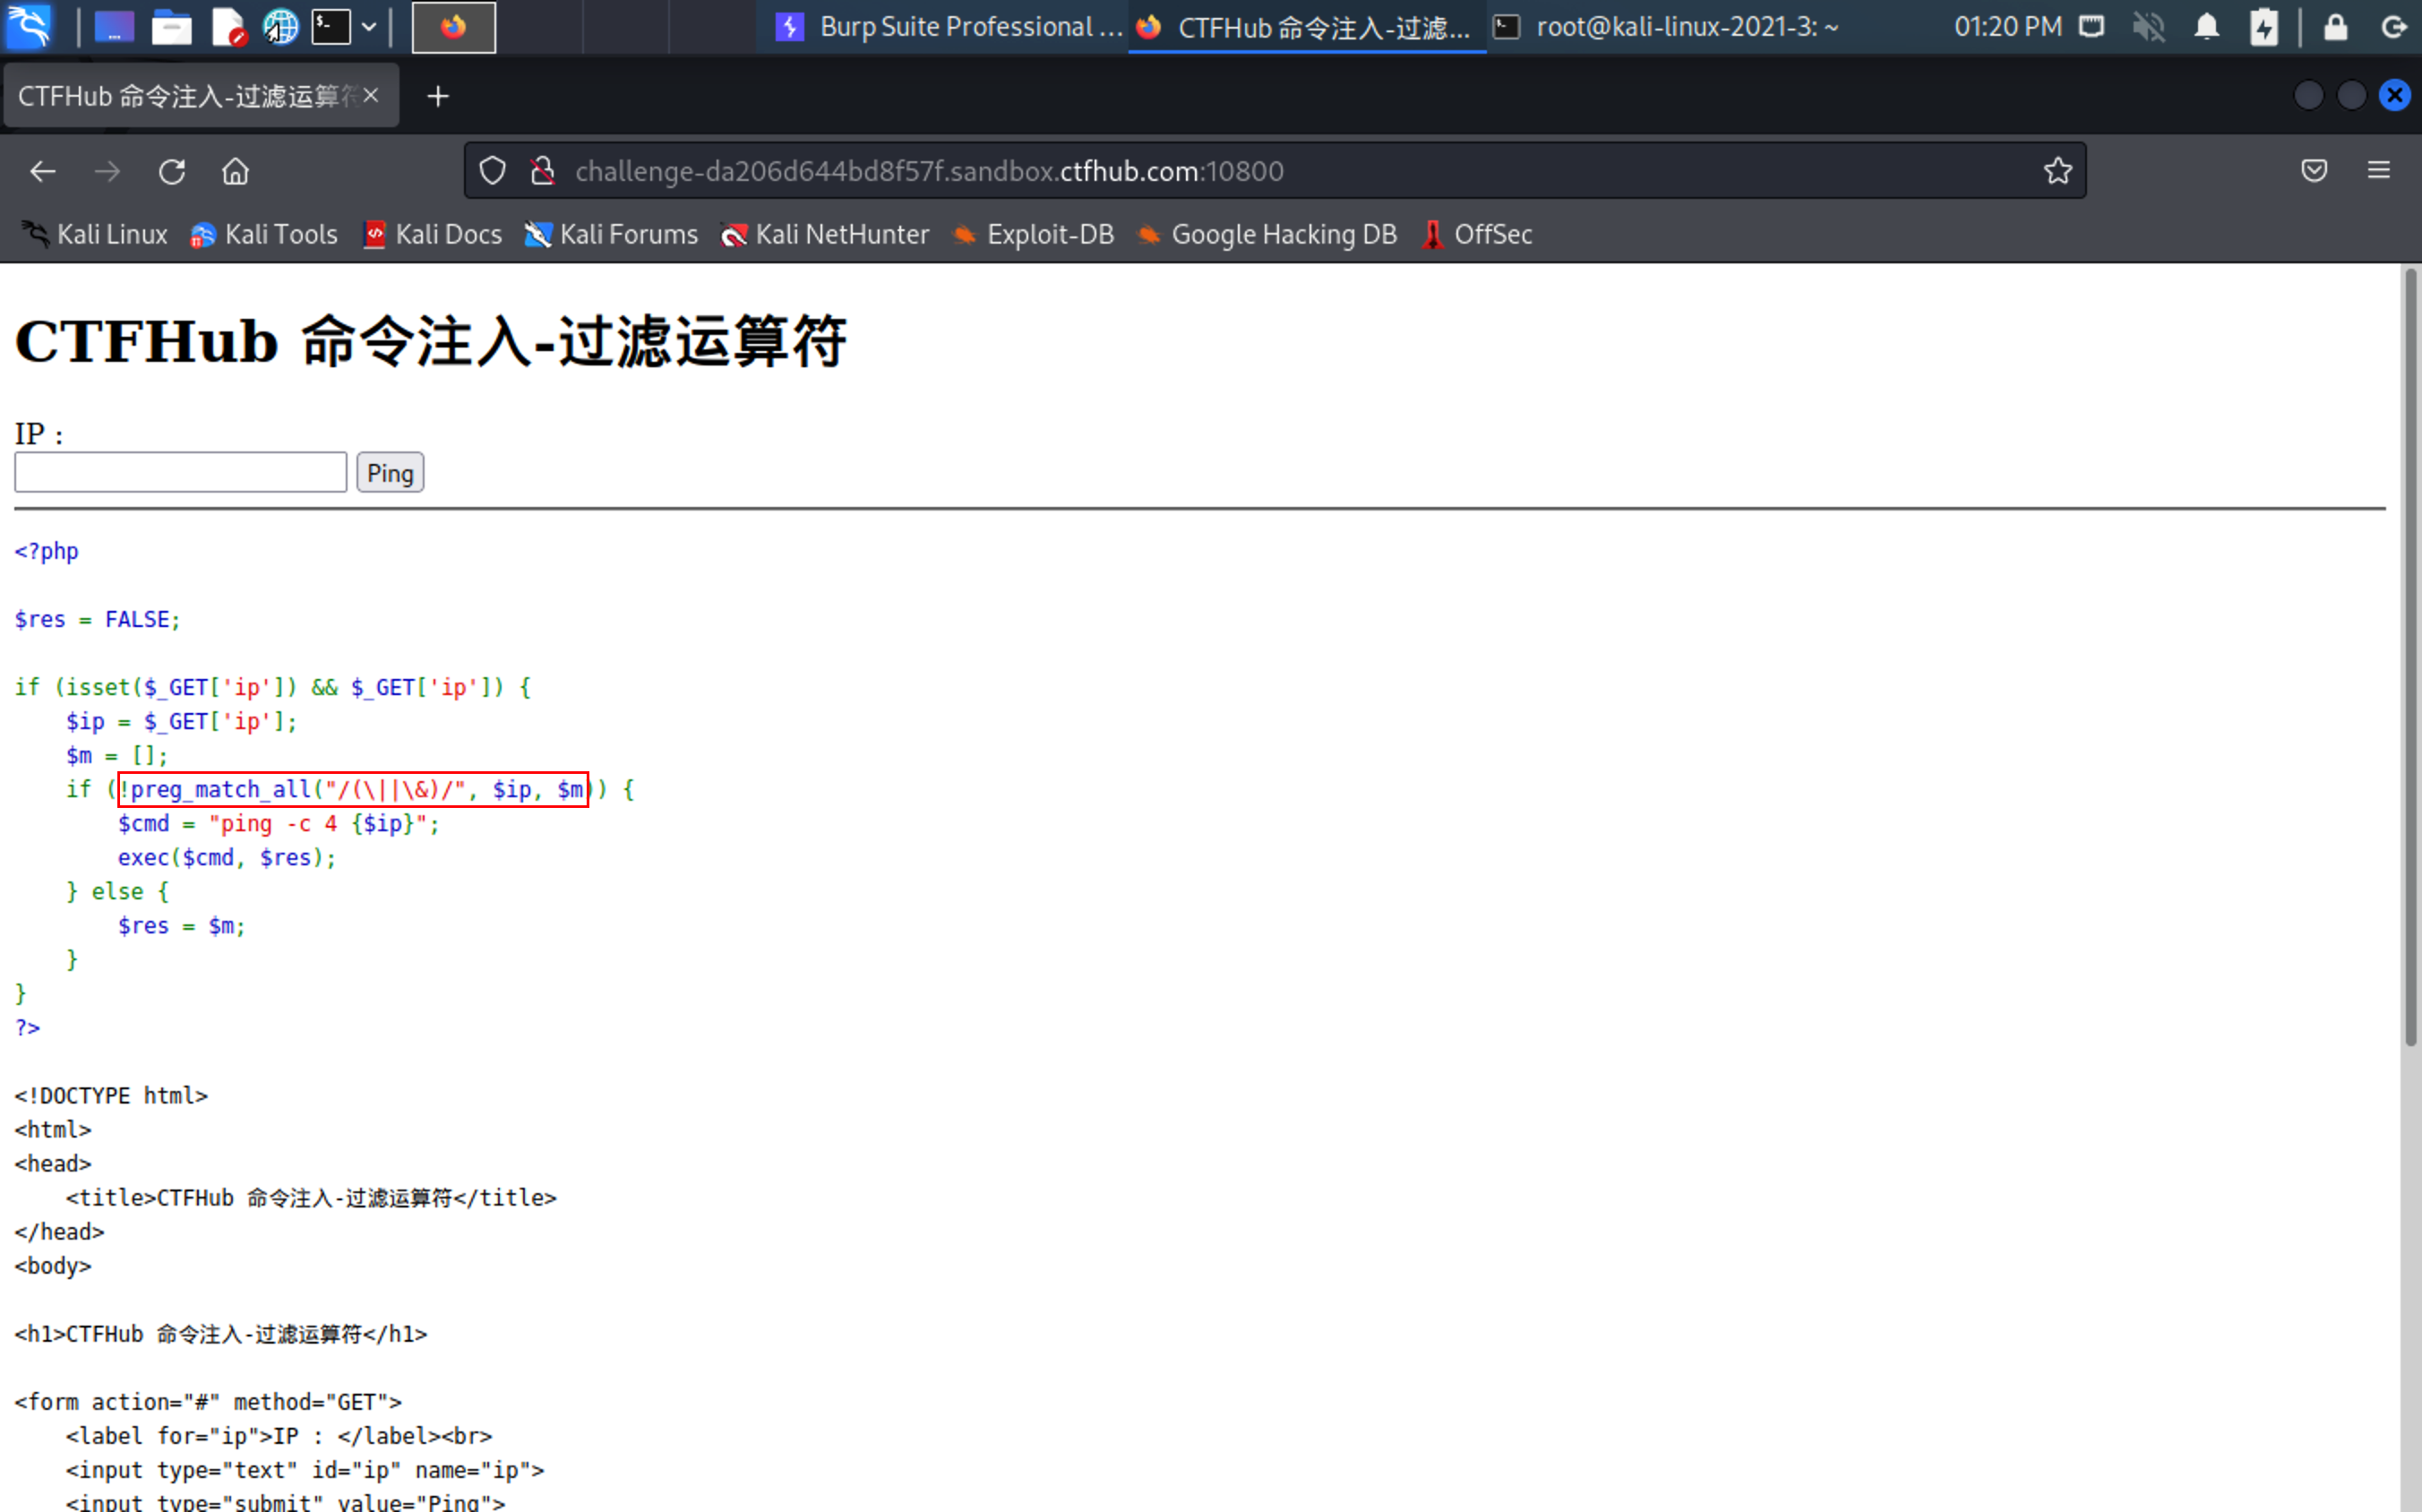 Burp Suite Professional ...
CTFHub 命令注入-过滤运算...
root@kali-linux-2021-3: ~
01:20 PM
CTFHub 命令注入-过滤运算符
challenge-da206d644bd8f57f.sandbox.ctfhub.com:10800
Kali Linux Kali Tools Kali Docs Kali Forums Kali NetHunter Exploit-DB Google Hacking DB OffSec
CTFHub 命令注入-过滤运算符
IP :
Ping
<?php
$res = FALSE;
if (isset($_GET['ip']) && $_GET['ip']) {
    $ip = $_GET['ip'];
    $m = [];
    if (!preg_match_all("/(\||\&)/", $ip, $m)) {
        $cmd = "ping -c 4 {$ip}";
        exec($cmd, $res);
    } else {
        $res = $m;
    }
}
?>
<!DOCTYPE html>
<html>
<head>
    <title>CTFHub 命令注入-过滤运算符</title>
</head>
<body>
<h1>CTFHub 命令注入-过滤运算符</h1>
<form action="#" method="GET">
    <label for="ip">IP : </label><br>
    <input type="text" id="ip" name="ip">
    <input type="submit" value="Ping">